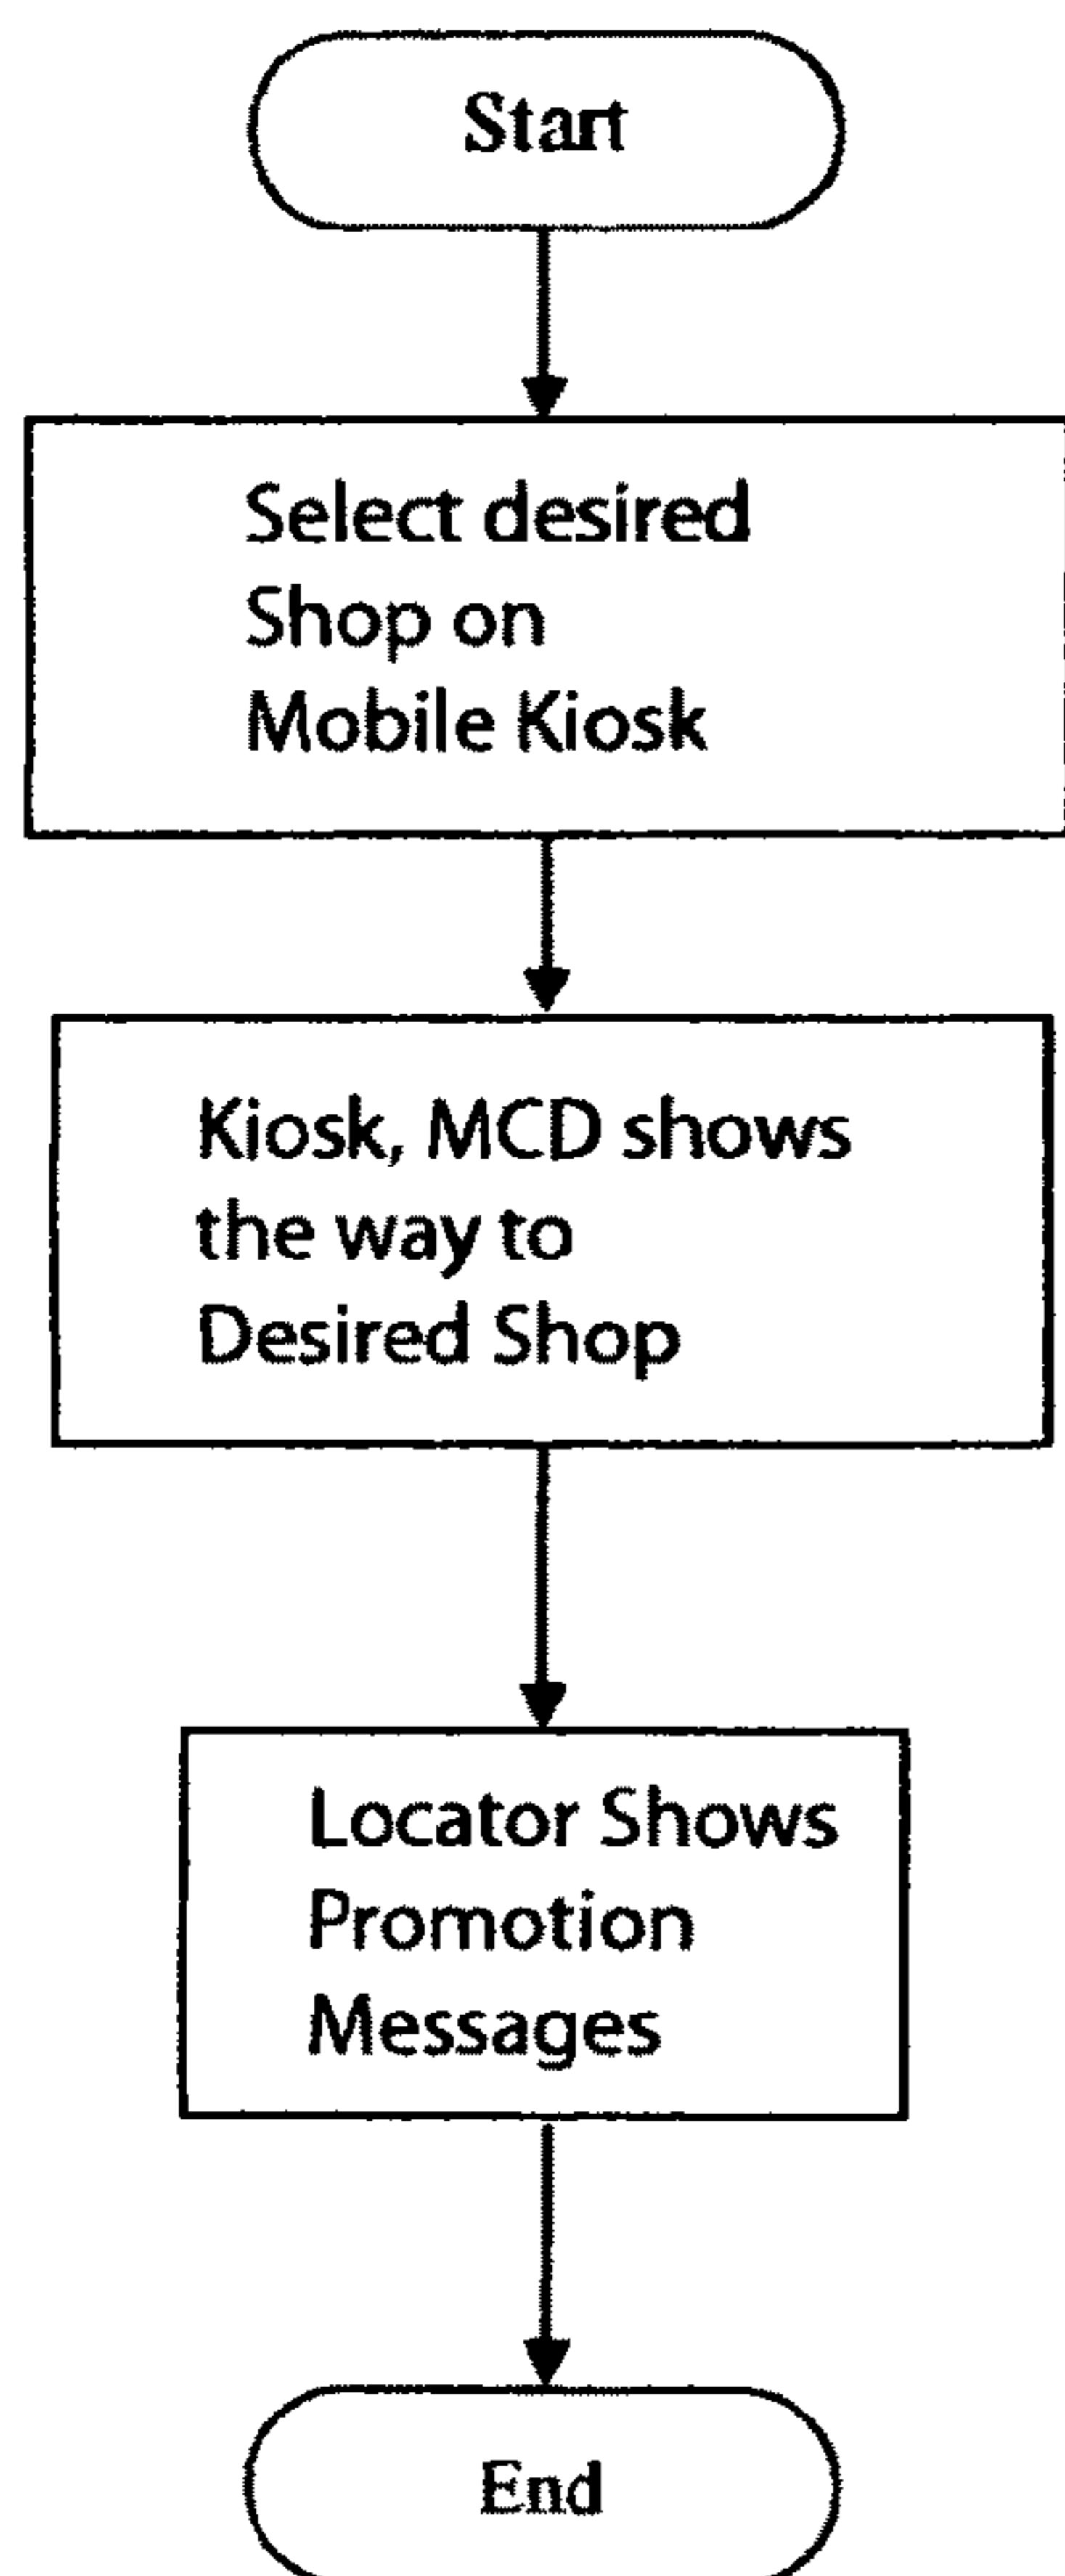 Start
Select desired
Shop on
Mobile Kiosk
Kiosk, MCD shows
the way to
Desired Shop
Locator Shows
Promotion
Messages
End